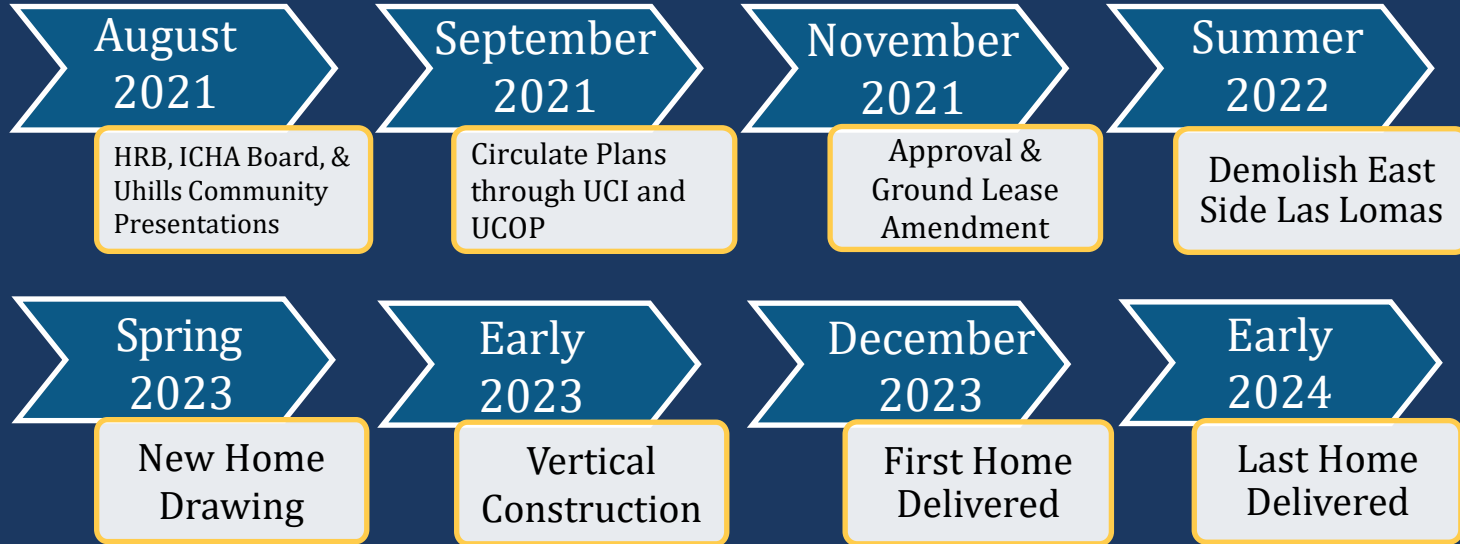 August
2021
HRB, ICHA Board, &
Uhills Community
Presentations
September
2021
Circulate Plans
through UCI and
UCOP
November
2021
Approval &
Ground Lease
Amendment
Summer
2022
Demolish East
Side Las Lomas
Spring
2023
New Home
Drawing
Early
2023
Vertical
Construction
December
2023
First Home
Delivered
Early
2024
Last Home
Delivered